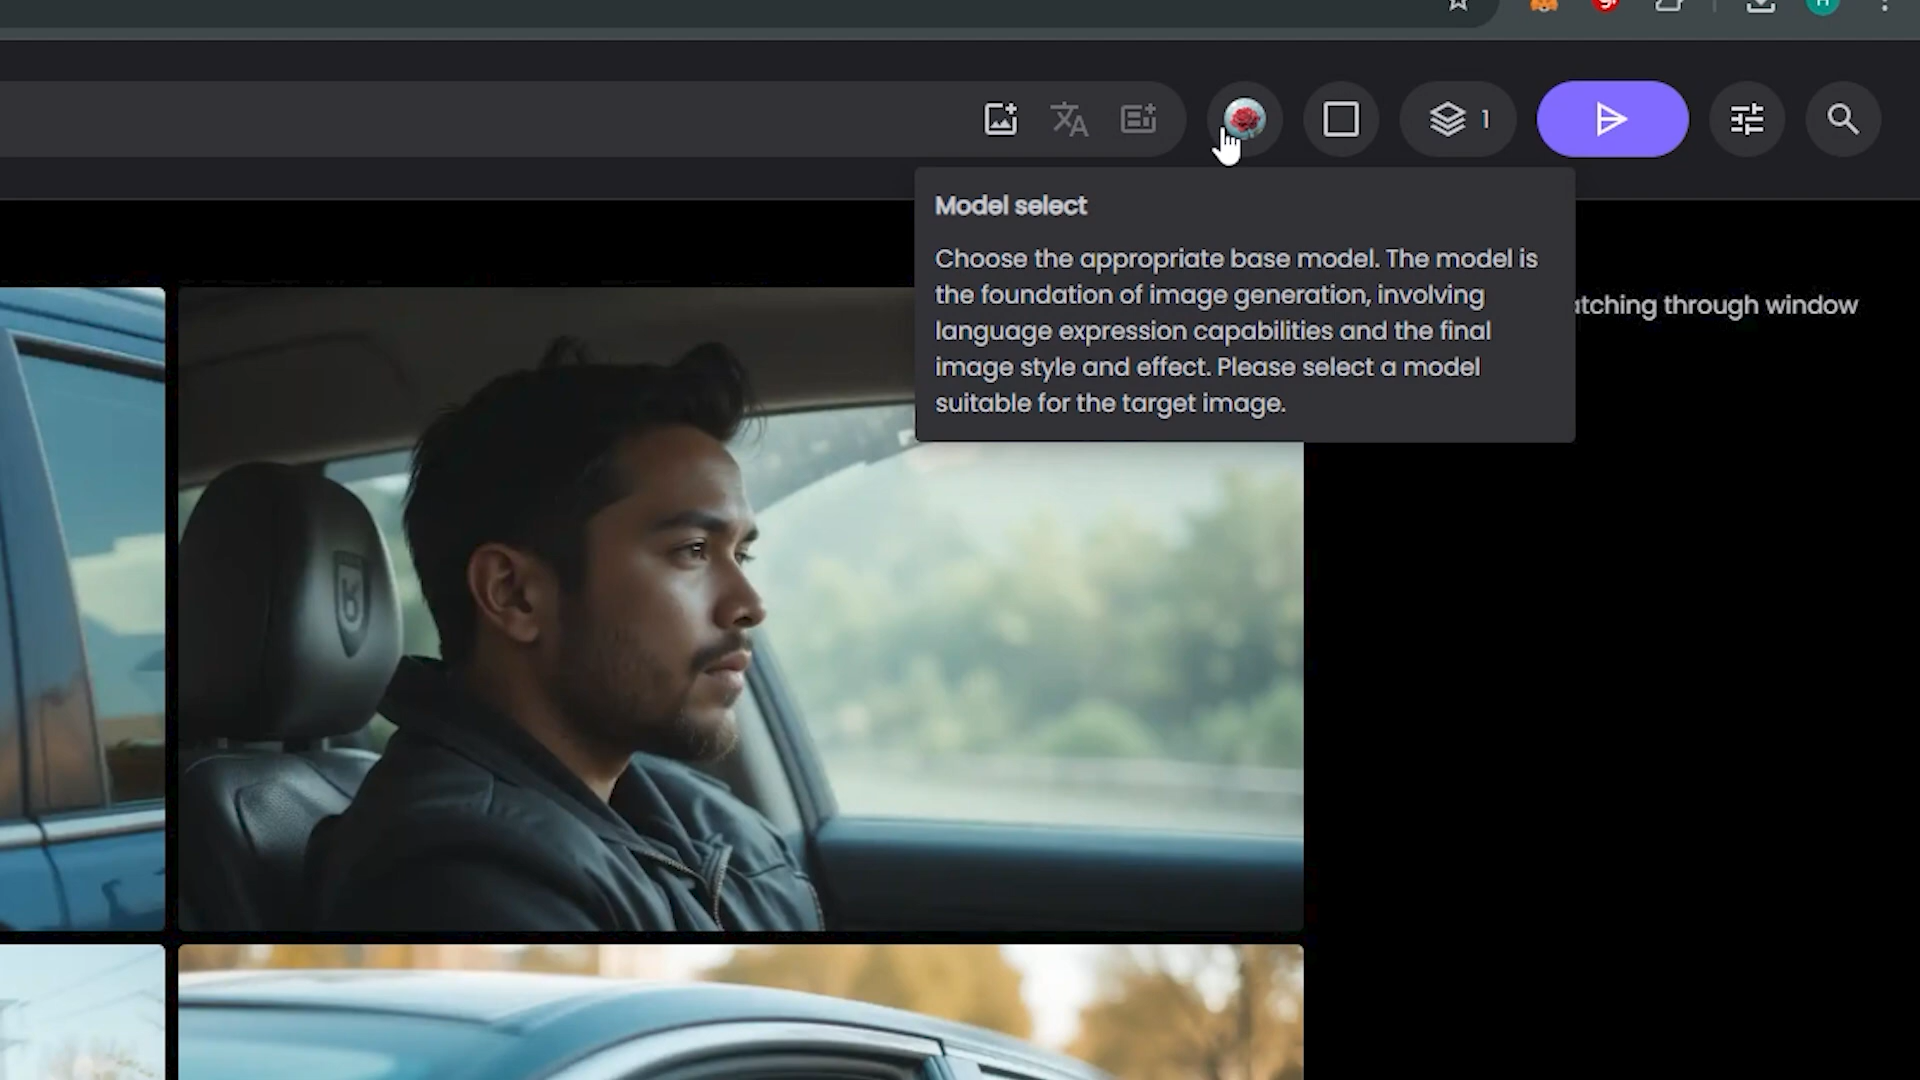 H
1
Model select
Choose the appropriate base model. The model is
the foundation of image generation, involving
language expression capabilities and the final
image style and effect. Please select a model
suitable for the target image.
atching through window